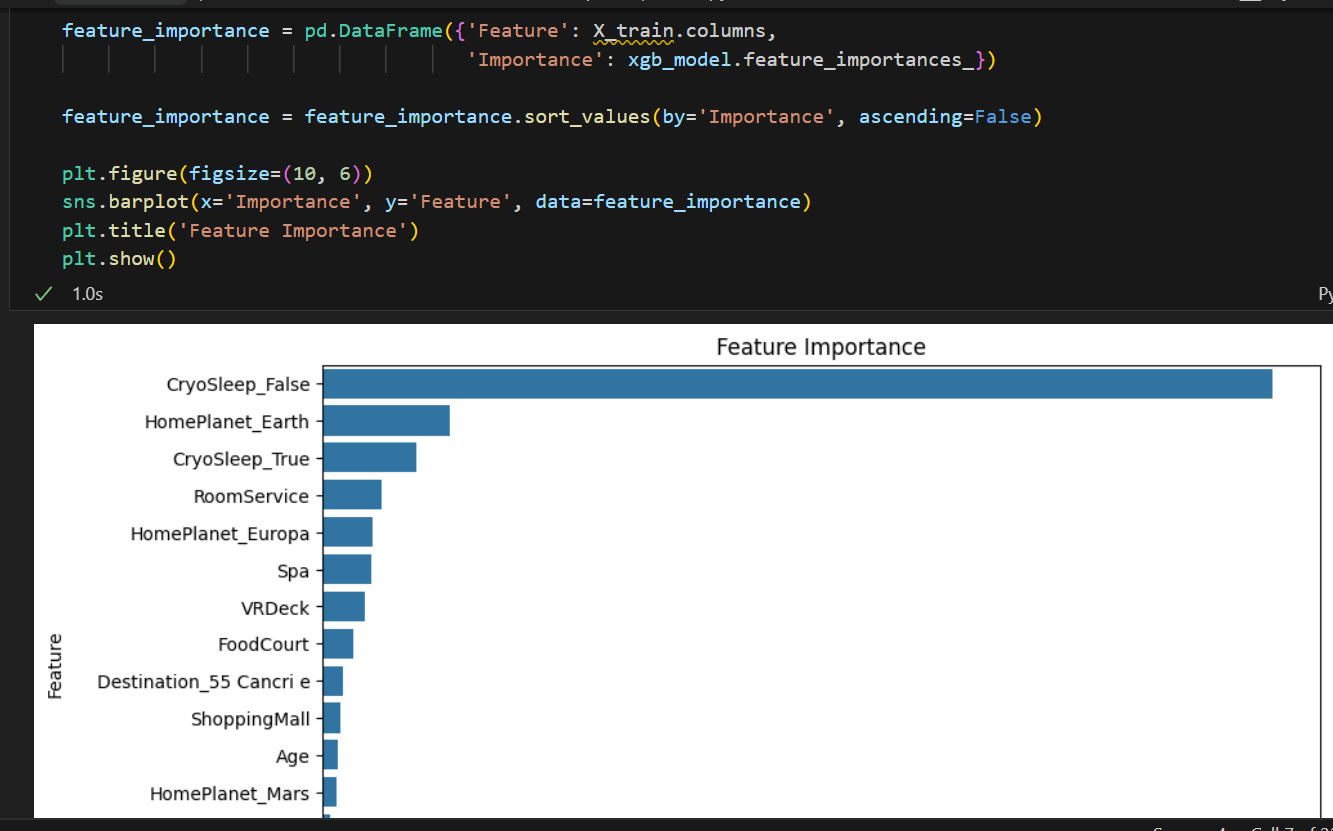 feature_importance = pd.DataFrame({'Feature': X_train.columns,
'Importance': xgb_model.feature_importances_})
feature_importance = feature_importance.sort_values(by='Importance', ascending=False)
plt.figure(figsize=(10, 6))
sns.barplot(x='Importance', y='Feature', data=feature_importance)
plt.title('Feature Importance')
plt.show()
1.0s
Py
Feature Importance
CryoSleep_False
HomePlanet_Earth
CryoSleep_True
RoomService
HomePlanet_Europa
Spa
VRDeck
FoodCourt
Destination_55 Cancri e
ShoppingMall
Age
HomePlanet_Mars
Feature